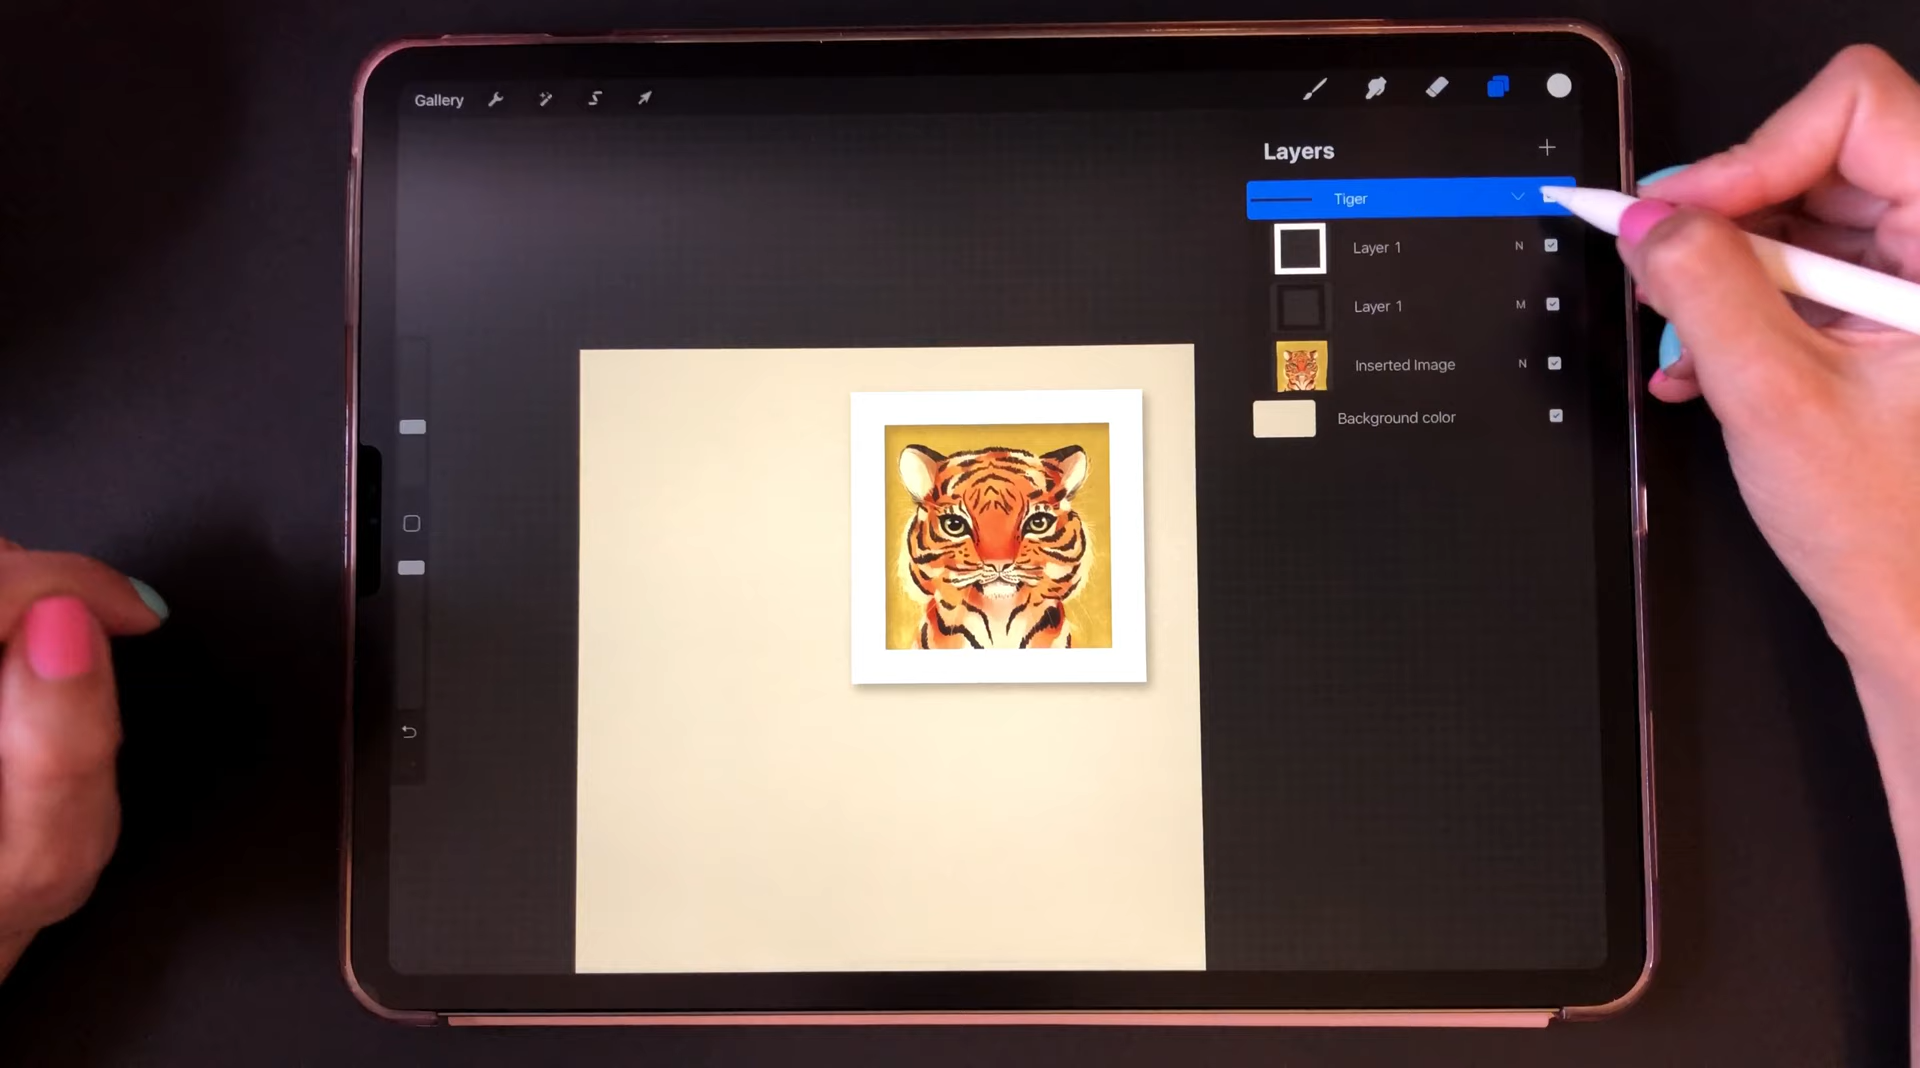 Gallery
Layers
Tiger
Layer 1
N
Layer 1
M
Inserted Image
N
Background color